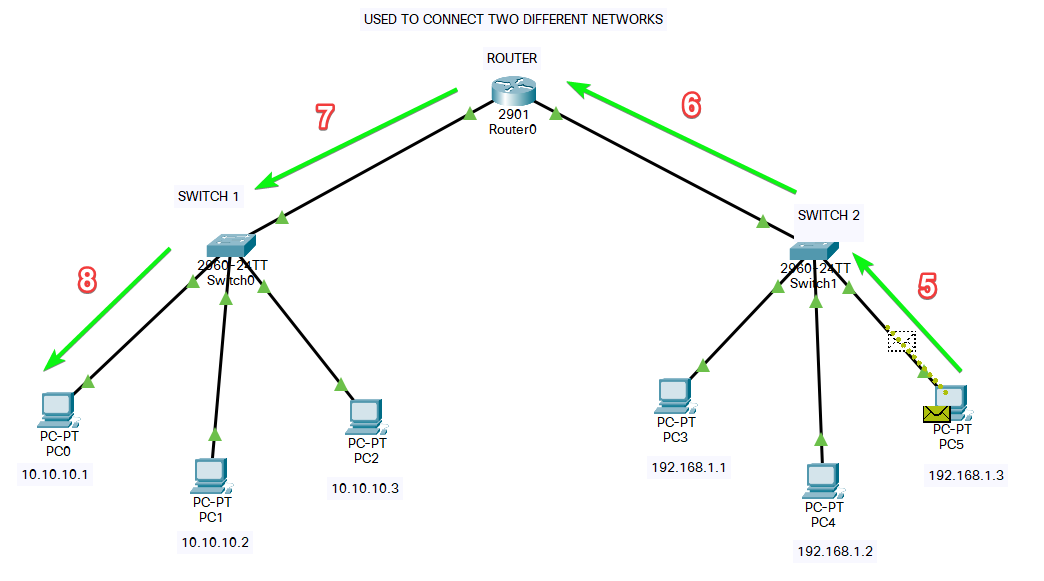 USED TO CONNECT TWO DIFFERENT NETWORKS
ROUTER
7
6
2901
Router0
SWITCH 1
SWITCH 2
8
2960-24TT
Switch0
2960-24TT
Switch1
5
PC-PT
PC0
10.10.10.1
PC-PT
PC1
10.10.10.2
PC-PT
PC2
10.10.10.3
PC-PT
PC3
192.168.1.1
PC-PT
PC4
192.168.1.2
PC-PT
PC5
192.168.1.3